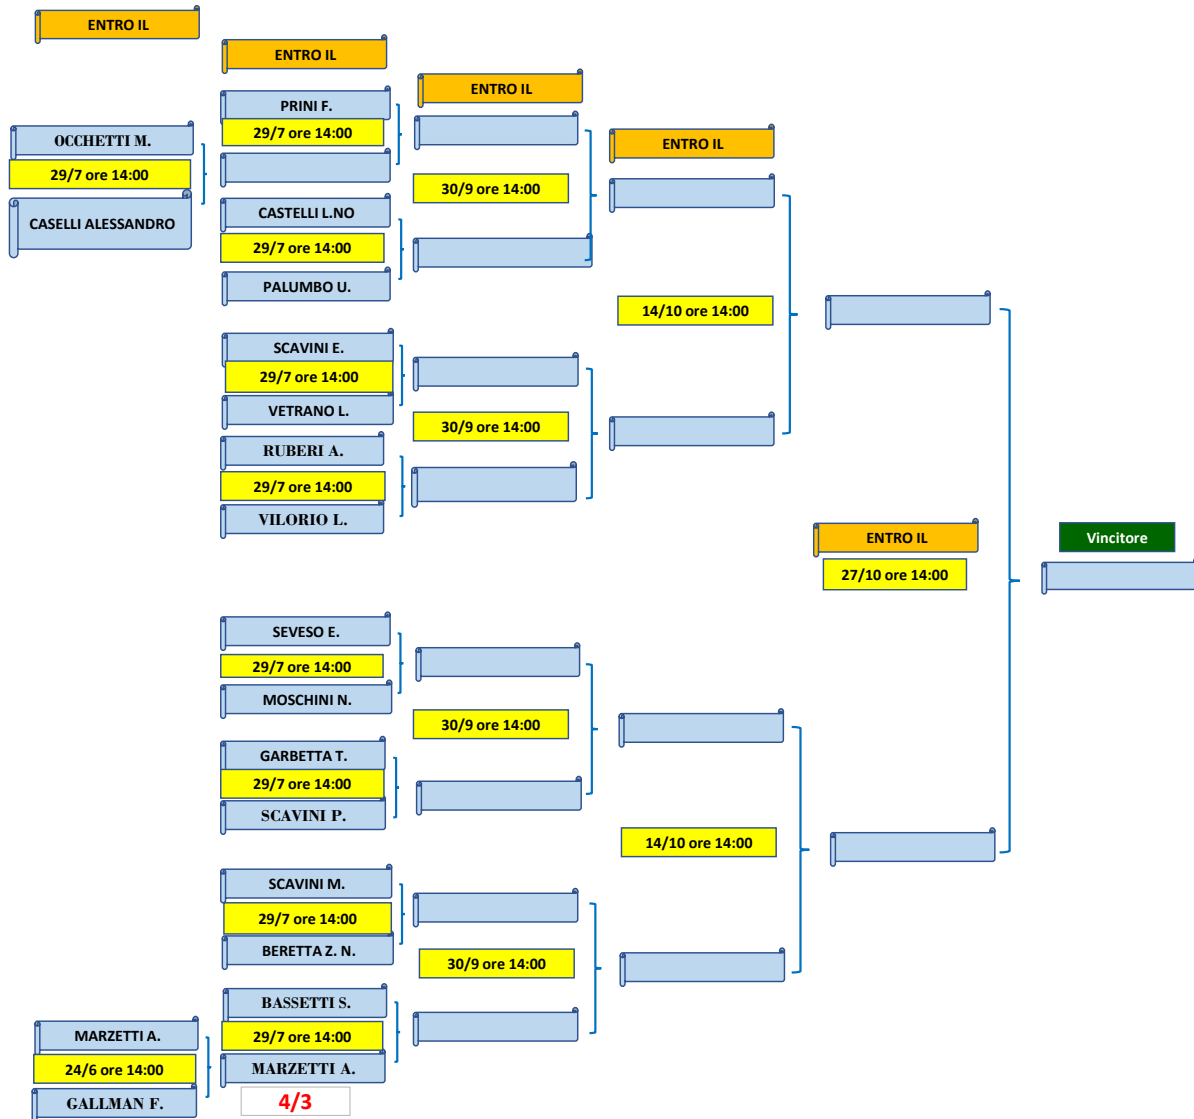 ENTRO IL
ENTRO IL
ENTRO IL
ENTRO IL
OCCHETTI M.
29/7 ore 14:00
CASELLI ALESSANDRO
PRINI F.
29/7 ore 14:00
CASTELLI L.NO
29/7 ore 14:00
PALUMBO U.
30/9 ore 14:00
SCAVINI E.
29/7 ore 14:00
VETRANO L.
RUBERI A.
29/7 ore 14:00
VILORIO L.
30/9 ore 14:00
14/10 ore 14:00
ENTRO IL
27/10 ore 14:00
Vincitore
SEVESO E.
29/7 ore 14:00
MOSCHINI N.
GARBETTA T.
29/7 ore 14:00
SCAVINI P.
30/9 ore 14:00
14/10 ore 14:00
SCAVINI M.
29/7 ore 14:00
BERETTA Z. N.
30/9 ore 14:00
BASSETTI S.
29/7 ore 14:00
MARZETTI A.
4/3
MARZETTI A.
24/6 ore 14:00
GALLMAN F.